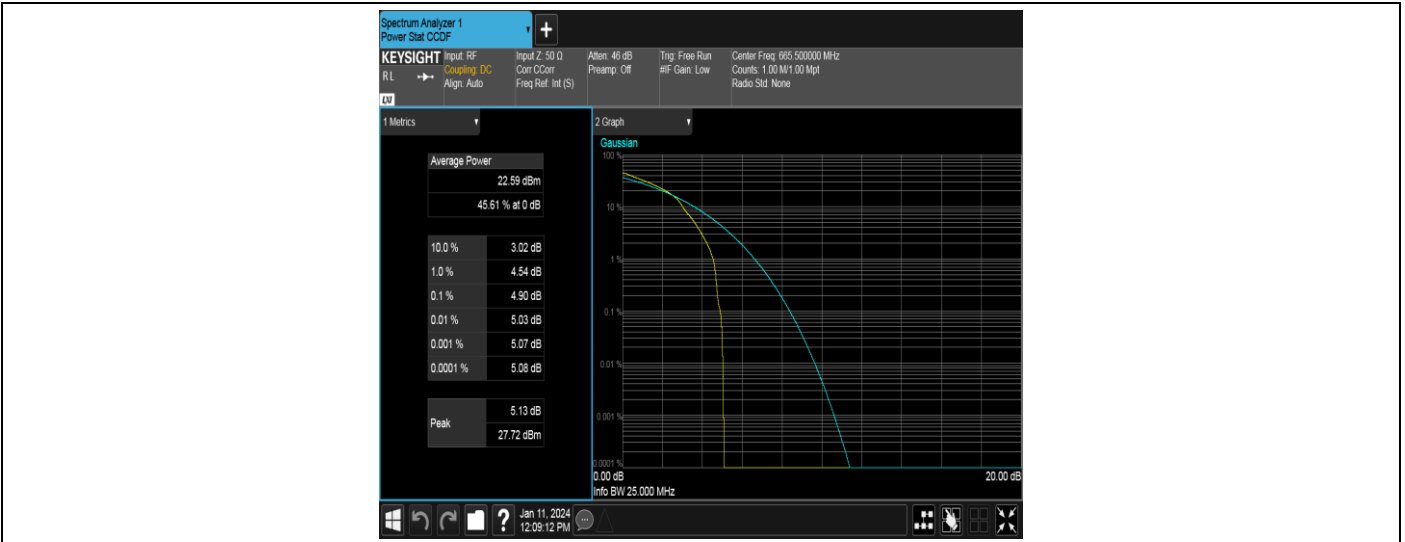 Spectrum Analyzer 1
Power Stat CCDF
+
KEYSIGHT Input: RF Input Z: 50 Ω Atten: 46 dB Trig: Free Run Center Freq: 665.500000 MHz
RL Coupling: DC Corr CCorr Preamp: Off #IF Gain: Low Counts: 1.00 M/1.00 Mpt
Align: Auto Freq Ref: Int (S) Radio Std: None
LXI
1 Metrics
Average Power
22.59 dBm
45.61 % at 0 dB
10.0 % 3.02 dB
1.0 % 4.54 dB
0.1 % 4.90 dB
0.01 % 5.03 dB
0.001 % 5.07 dB
0.0001 % 5.08 dB
Peak 5.13 dB
27.72 dBm
2 Graph
Gaussian
100 %
10 %
1 %
0.1 %
0.01 %
0.001 %
0.0001 %
0.00 dB 20.00 dB
Info BW 25.000 MHz
? Jan 11, 2024
12:09:12 PM